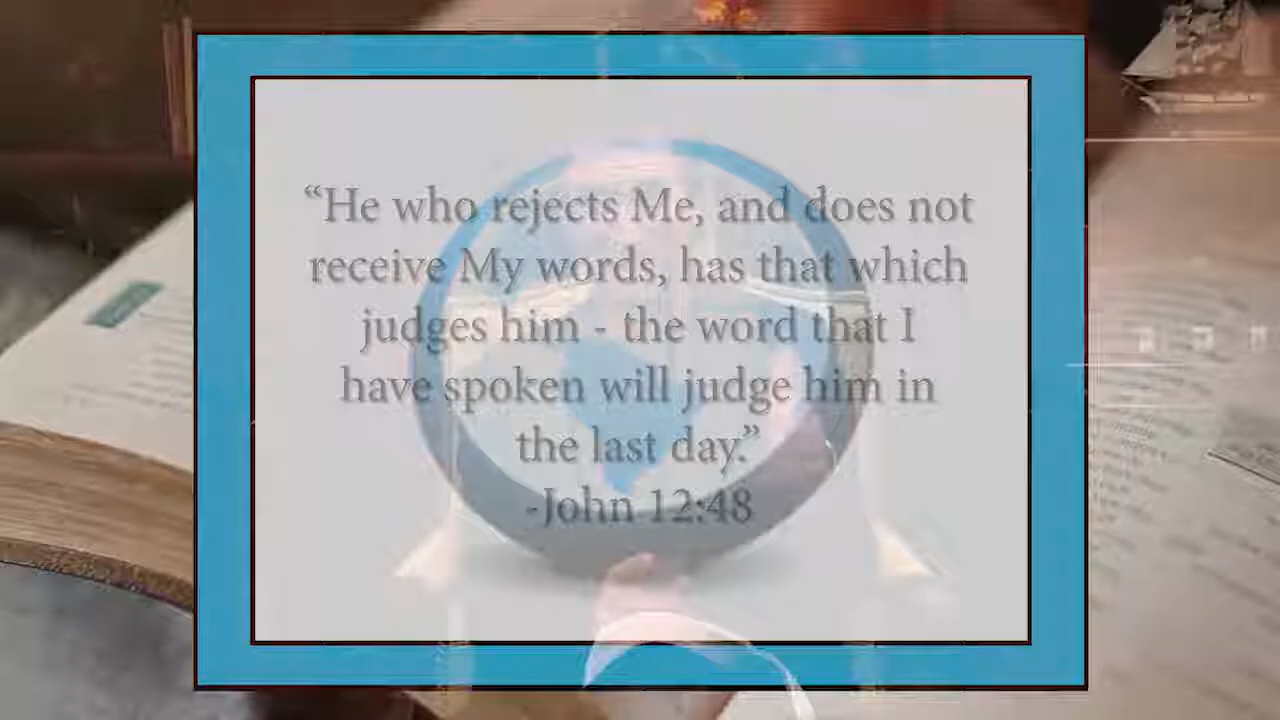 “He who rejects Me, and does not
receive My words, has that which
judges him - the word that I
have spoken will judge him in
the last day.”
-John 12:48